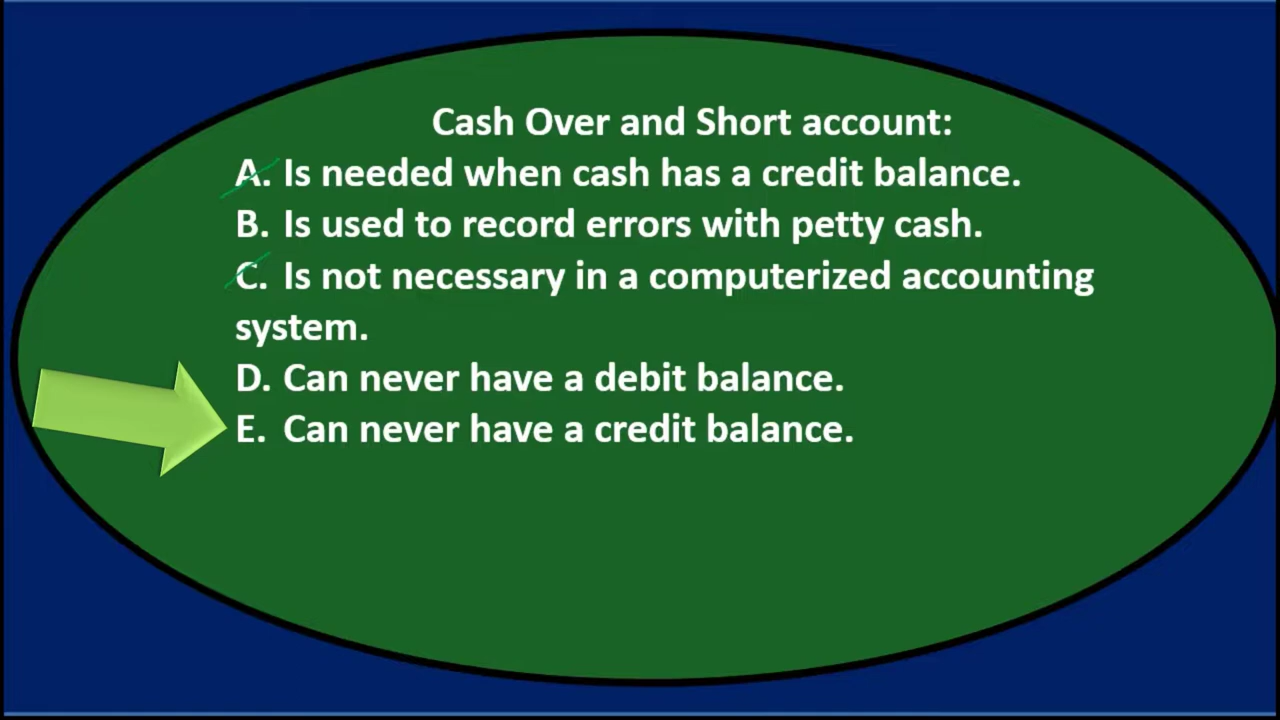 Cash Over and Short account:
A. Is needed when cash has a credit balance.
B. Is used to record errors with petty cash.
C. Is not necessary in a computerized accounting
system.
D. Can never have a debit balance.
E. Can never have a credit balance.